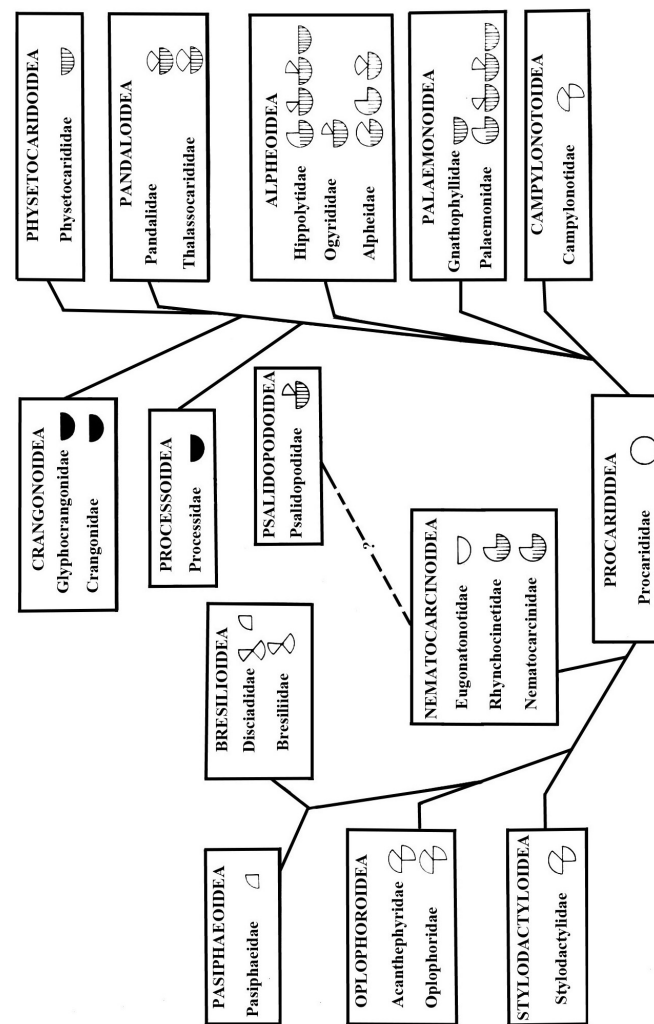 CRANGONOIDEA
Glyphocrangonidae
Crangonidae
PHYSETOCARIDOIDEA
Physetocarididae
PROCESSOIDEA
Processidae
PANDALOIDEA
Pandalidae
Thalassocarididae
PASIPHAEOIDEA
Pasiphaeidae
BRESILIOIDEA
Disciadidae
Bresiliidae
PSALIDOPODOIDEA
Psalidopodidae
ALPHEOIDEA
Hippolytidae
Ogyrididae
Alpheidae
?
OPLOPHOROIDEA
Acanthephyridae
Oplophoridae
NEMATOCARCINOIDEA
Eugonatonotidae
Rhynchocinetidae
Nematocarcinidae
PALAEMONOIDEA
Gnathophyllidae
Palaemonidae
STYLODACTYLOIDEA
Stylodactylidae
PROCARIDIDEA
Procarididae
CAMPYLONOTOIDEA
Campylonotidae